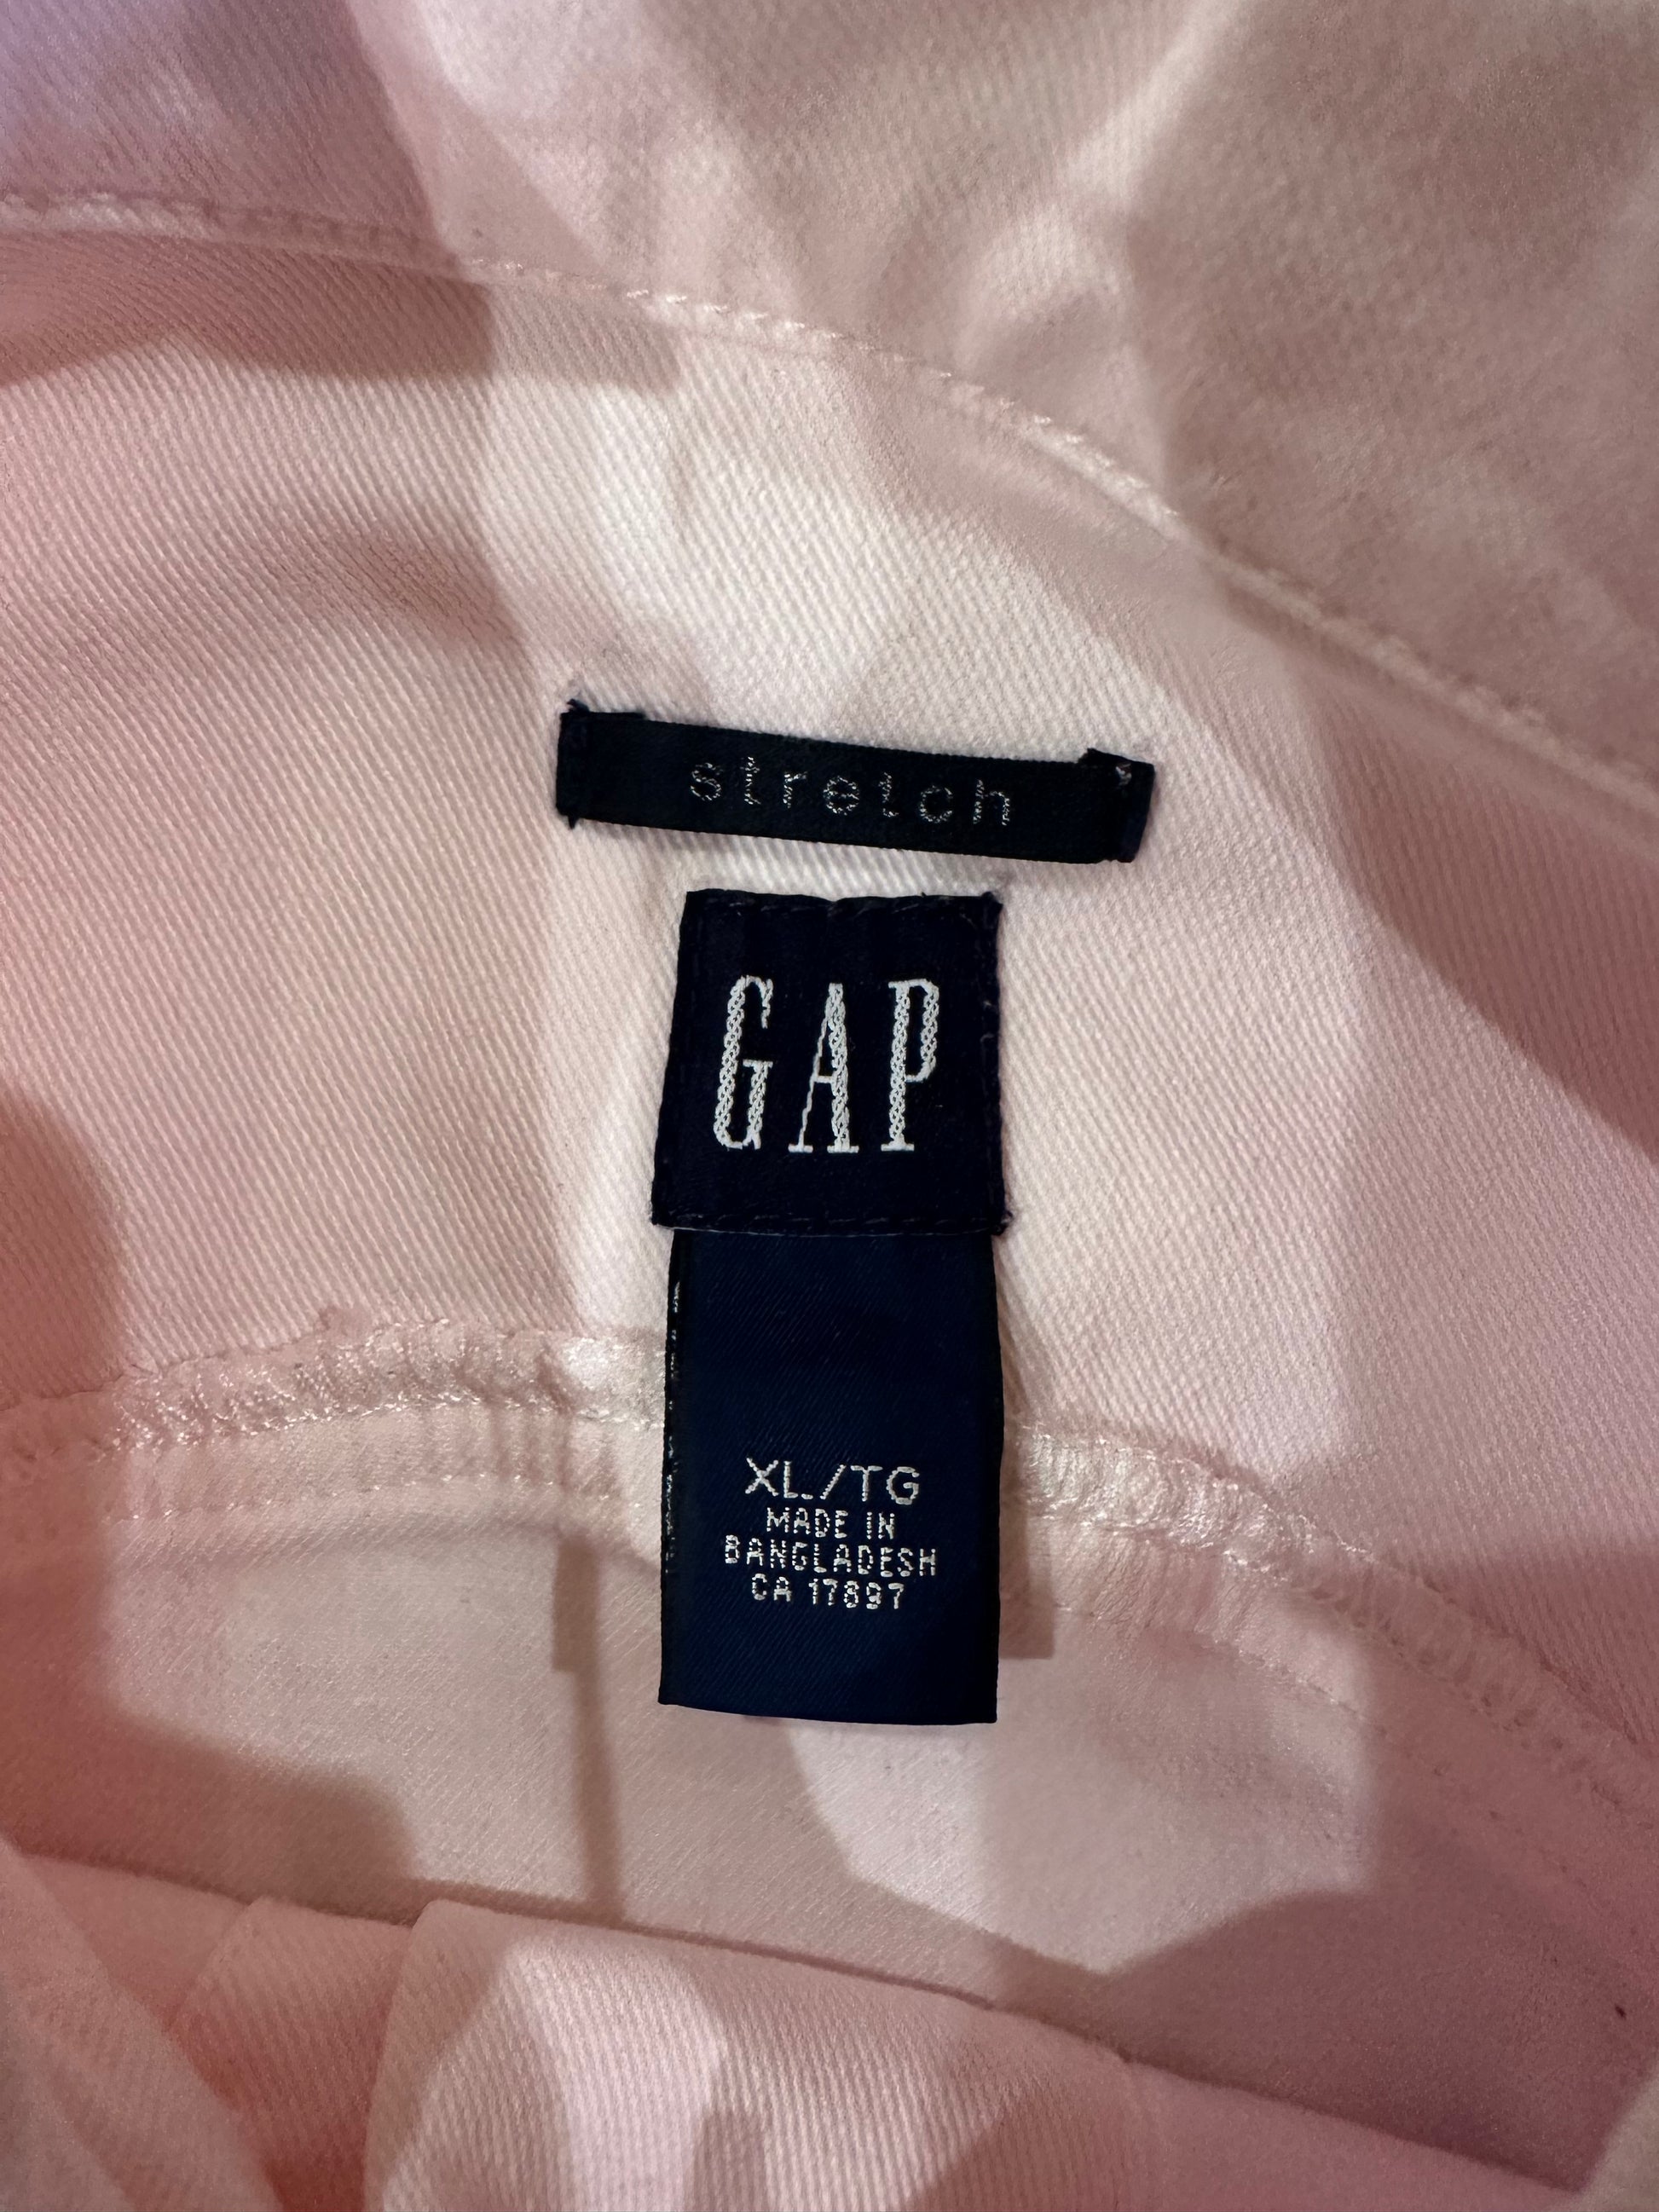 stretch
GAP
XL/TG
MADE IN
BANGLADESH
CA 17897